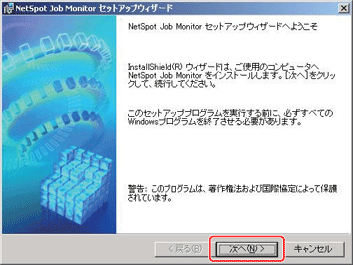 NetSpot Job Monitor セットアップウィザード
NetSpot Job Monitor セットアップウィザードへようこそ
InstallShield(R) ウィザードは、ご使用のコンピュータへ
NetSpot Job Monitor をインストールします。[次へ]をクリッ
クして、続行してください。
このセットアッププログラムを実行する前に、必ずすべての
Windowsプログラムを終了させる必要があります。
警告: このプログラムは、著作権法および国際協定によって保護
されています。
< 戻る(B)
次へ(N) >
キャンセル